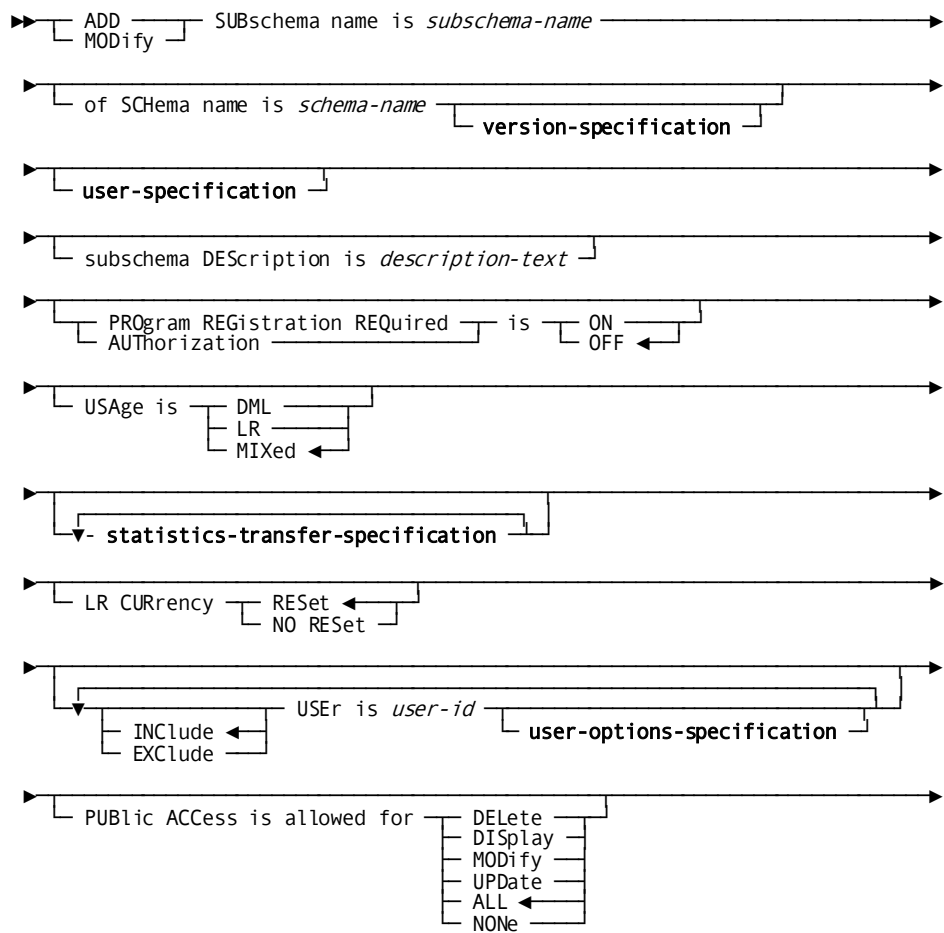 ADD SUBschema name is subschema-name
MODify
of SCHema name is schema-name
version-specification
user-specification
subschema DEScription is description-text
PROgram REGistration REQuired is ON
AUThorization OFF
USAge is DML
LR
MIXed
- statistics-transfer-specification
LR CURrency RESet
NO RESet
USEr is user-id
INClude user-options-specification
EXClude
PUBlic ACCess is allowed for DELete
DISplay
MODify
UPDate
ALL
NONe